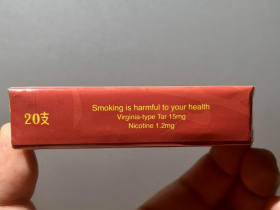 20支
Smoking is harmful to your health
Virginia-type Tar 15mg
Nicotine 1.2mg